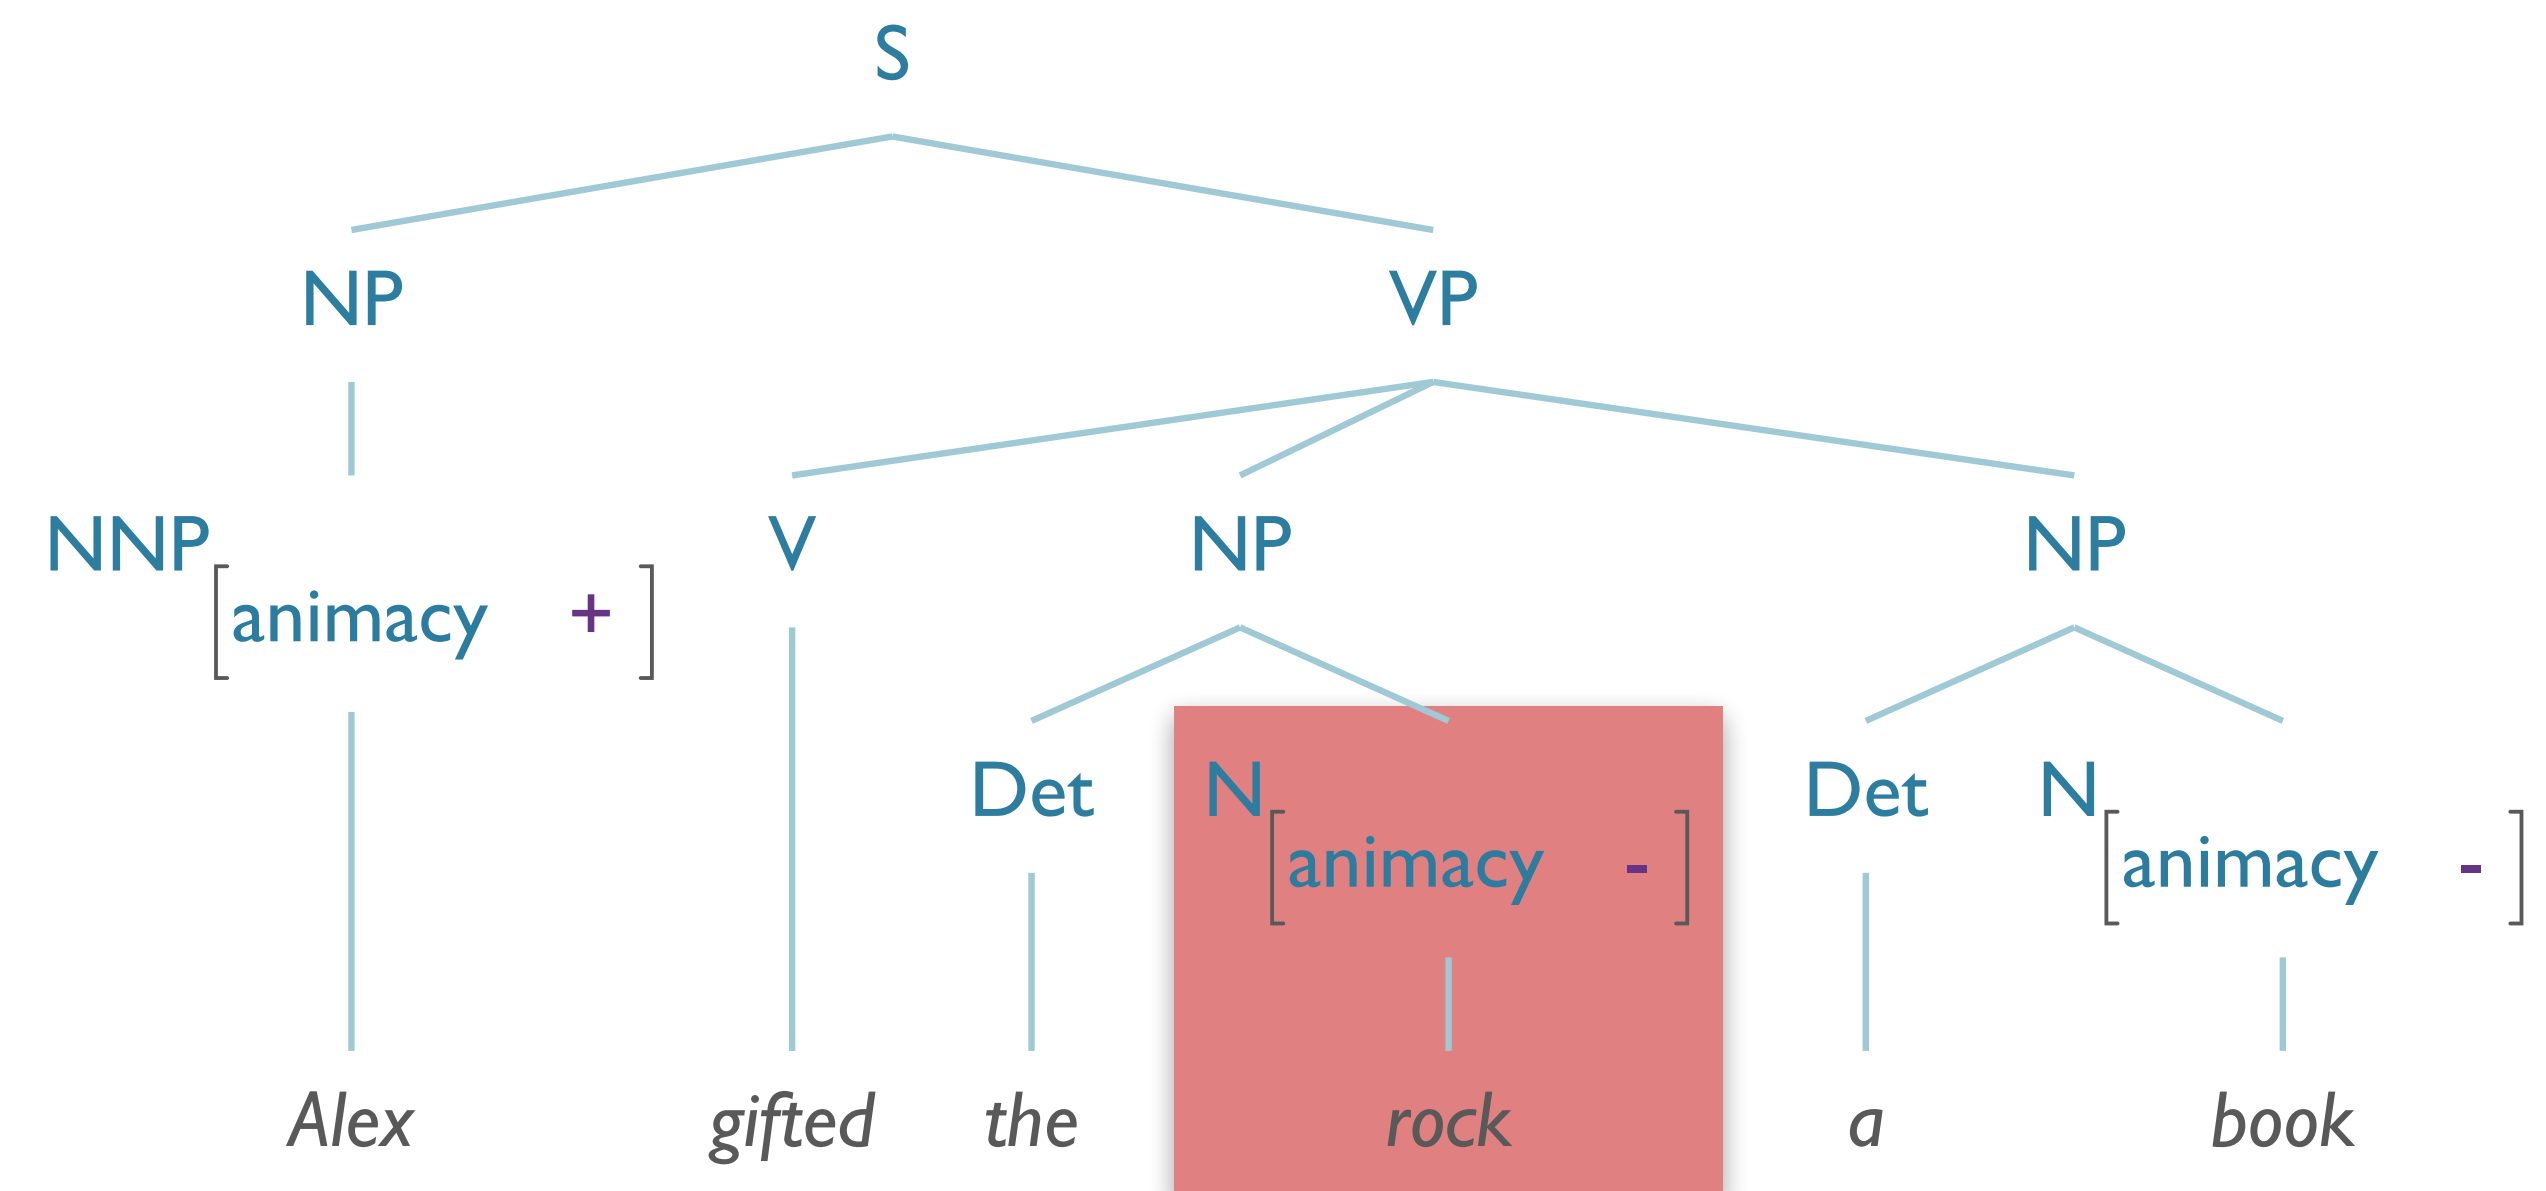 S
NP VP
NNP[animacy +] V NP NP
Det N[animacy -] Det N[animacy -]
Alex gifted the rock a book